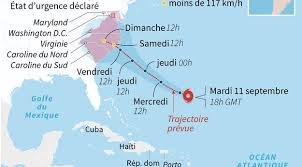 État d'urgence déclaré
moins de 117 km/h
Maryland
Washington D.C.
Virginie
Caroline du Nord
Caroline du Sud
Dimanche
12h
Samedi 12h
Vendredi
12h
jeudi
12h
jeudi
00h
Mercredi
12h
Mardi 11 septembre
18h GMT
Trajectoire
prévue
Golfe
du
Mexique
Cuba
Haïti
Rép. dom
Porto
OCÉAN
ATLANTIQUE